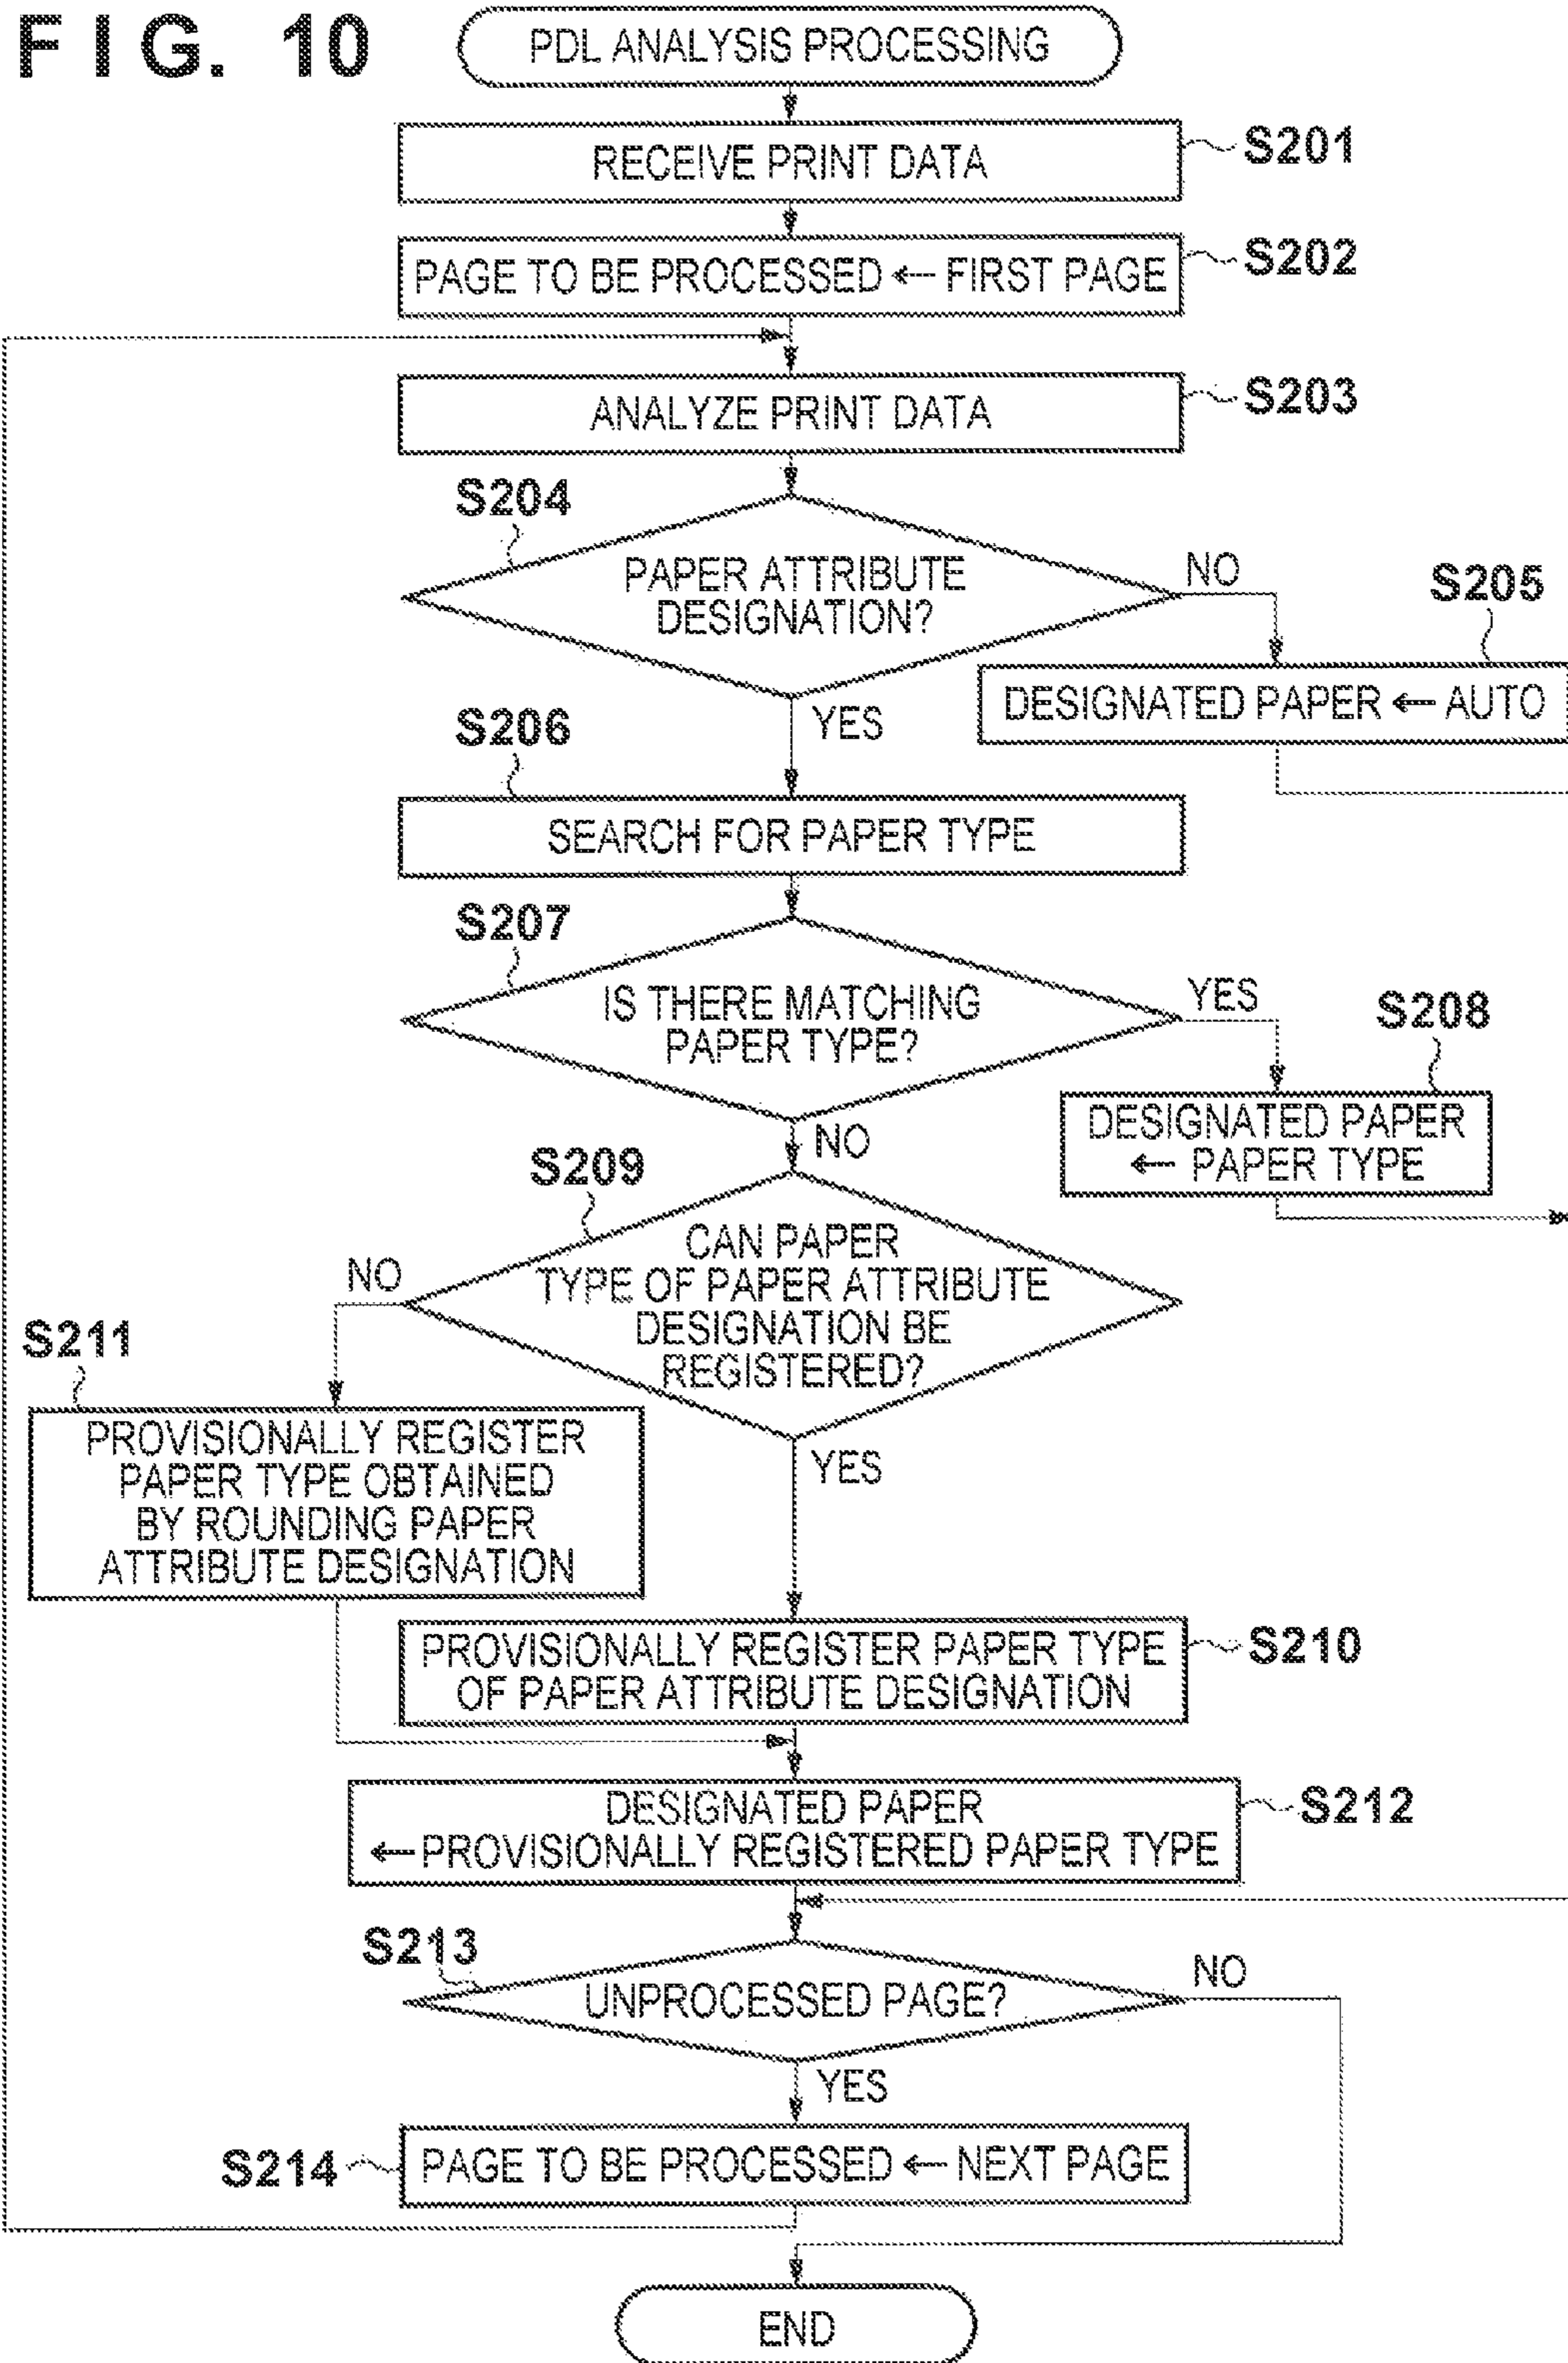 FIG. 10
PDL ANALYSIS PROCESSING
RECEIVE PRINT DATA
S201
PAGE TO BE PROCESSED ← FIRST PAGE
S202
ANALYZE PRINT DATA
S203
S204
PAPER ATTRIBUTE
DESIGNATION?
NO
YES
S205
DESIGNATED PAPER ← AUTO
S206
SEARCH FOR PAPER TYPE
S207
IS THERE MATCHING
PAPER TYPE?
YES
NO
S208
DESIGNATED PAPER
← PAPER TYPE
S209
CAN PAPER
TYPE OF PAPER ATTRIBUTE
DESIGNATION BE
REGISTERED?
NO
YES
S211
PROVISIONALLY REGISTER
PAPER TYPE OBTAINED
BY ROUNDING PAPER
ATTRIBUTE DESIGNATION
PROVISIONALLY REGISTER PAPER TYPE
OF PAPER ATTRIBUTE DESIGNATION
S210
DESIGNATED PAPER
← PROVISIONALLY REGISTERED PAPER TYPE
S212
S213
UNPROCESSED PAGE?
NO
YES
S214
PAGE TO BE PROCESSED ← NEXT PAGE
END